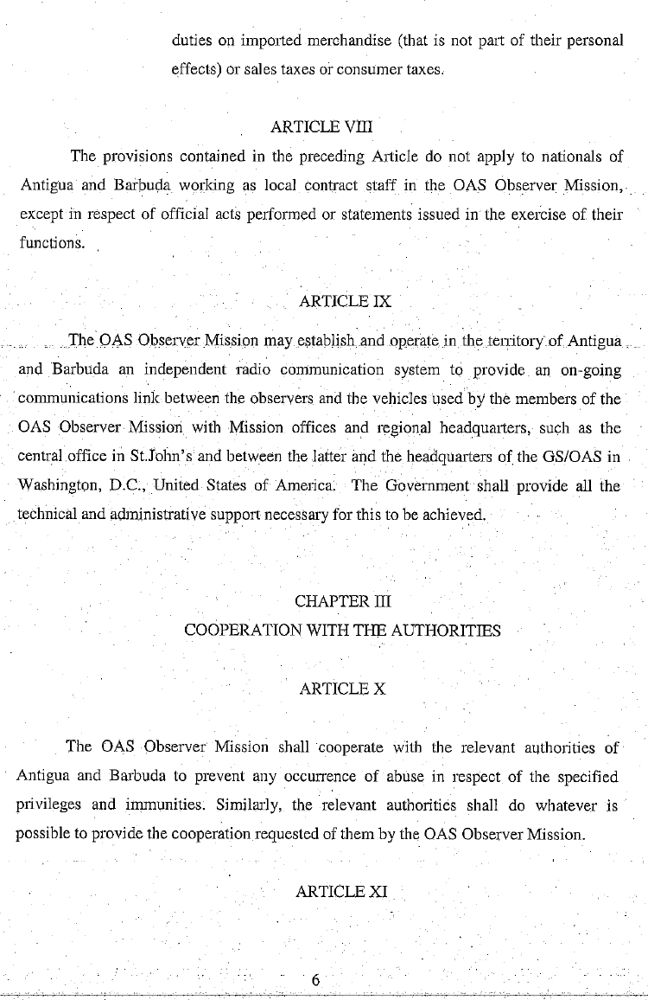 duties on imported merchandise (that is not part of their personal
effects) or sales taxes or consumer taxes.
ARTICLE VIII
The provisions contained in the preceding Article do not apply to nationals of
Antigua and Barbuda working as local contract staff in the OAS Observer Mission,
except in respect of official acts performed or statements issued in the exercise of their
functions.
ARTICLE IX
The OAS Observer Mission may establish and operate in the territory of Antigua
and Barbuda an independent radio communication system to provide an on-going
communications link between the observers and the vehicles used by the members of the
OAS Observer Mission with Mission offices and regional headquarters, such as the
central office in St.John's and between the latter and the headquarters of the GS/OAS in
Washington, D.C., United States of America. The Government shall provide all the
technical and administrative support necessary for this to be achieved.
CHAPTER III
COOPERATION WITH THE AUTHORITIES
ARTICLE X
The OAS Observer Mission shall cooperate with the relevant authorities of
Antigua and Barbuda to prevent any occurrence of abuse in respect of the specified
privileges and immunities. Similarly, the relevant authorities shall do whatever is
possible to provide the cooperation requested of them by the OAS Observer Mission.
ARTICLE XI
6